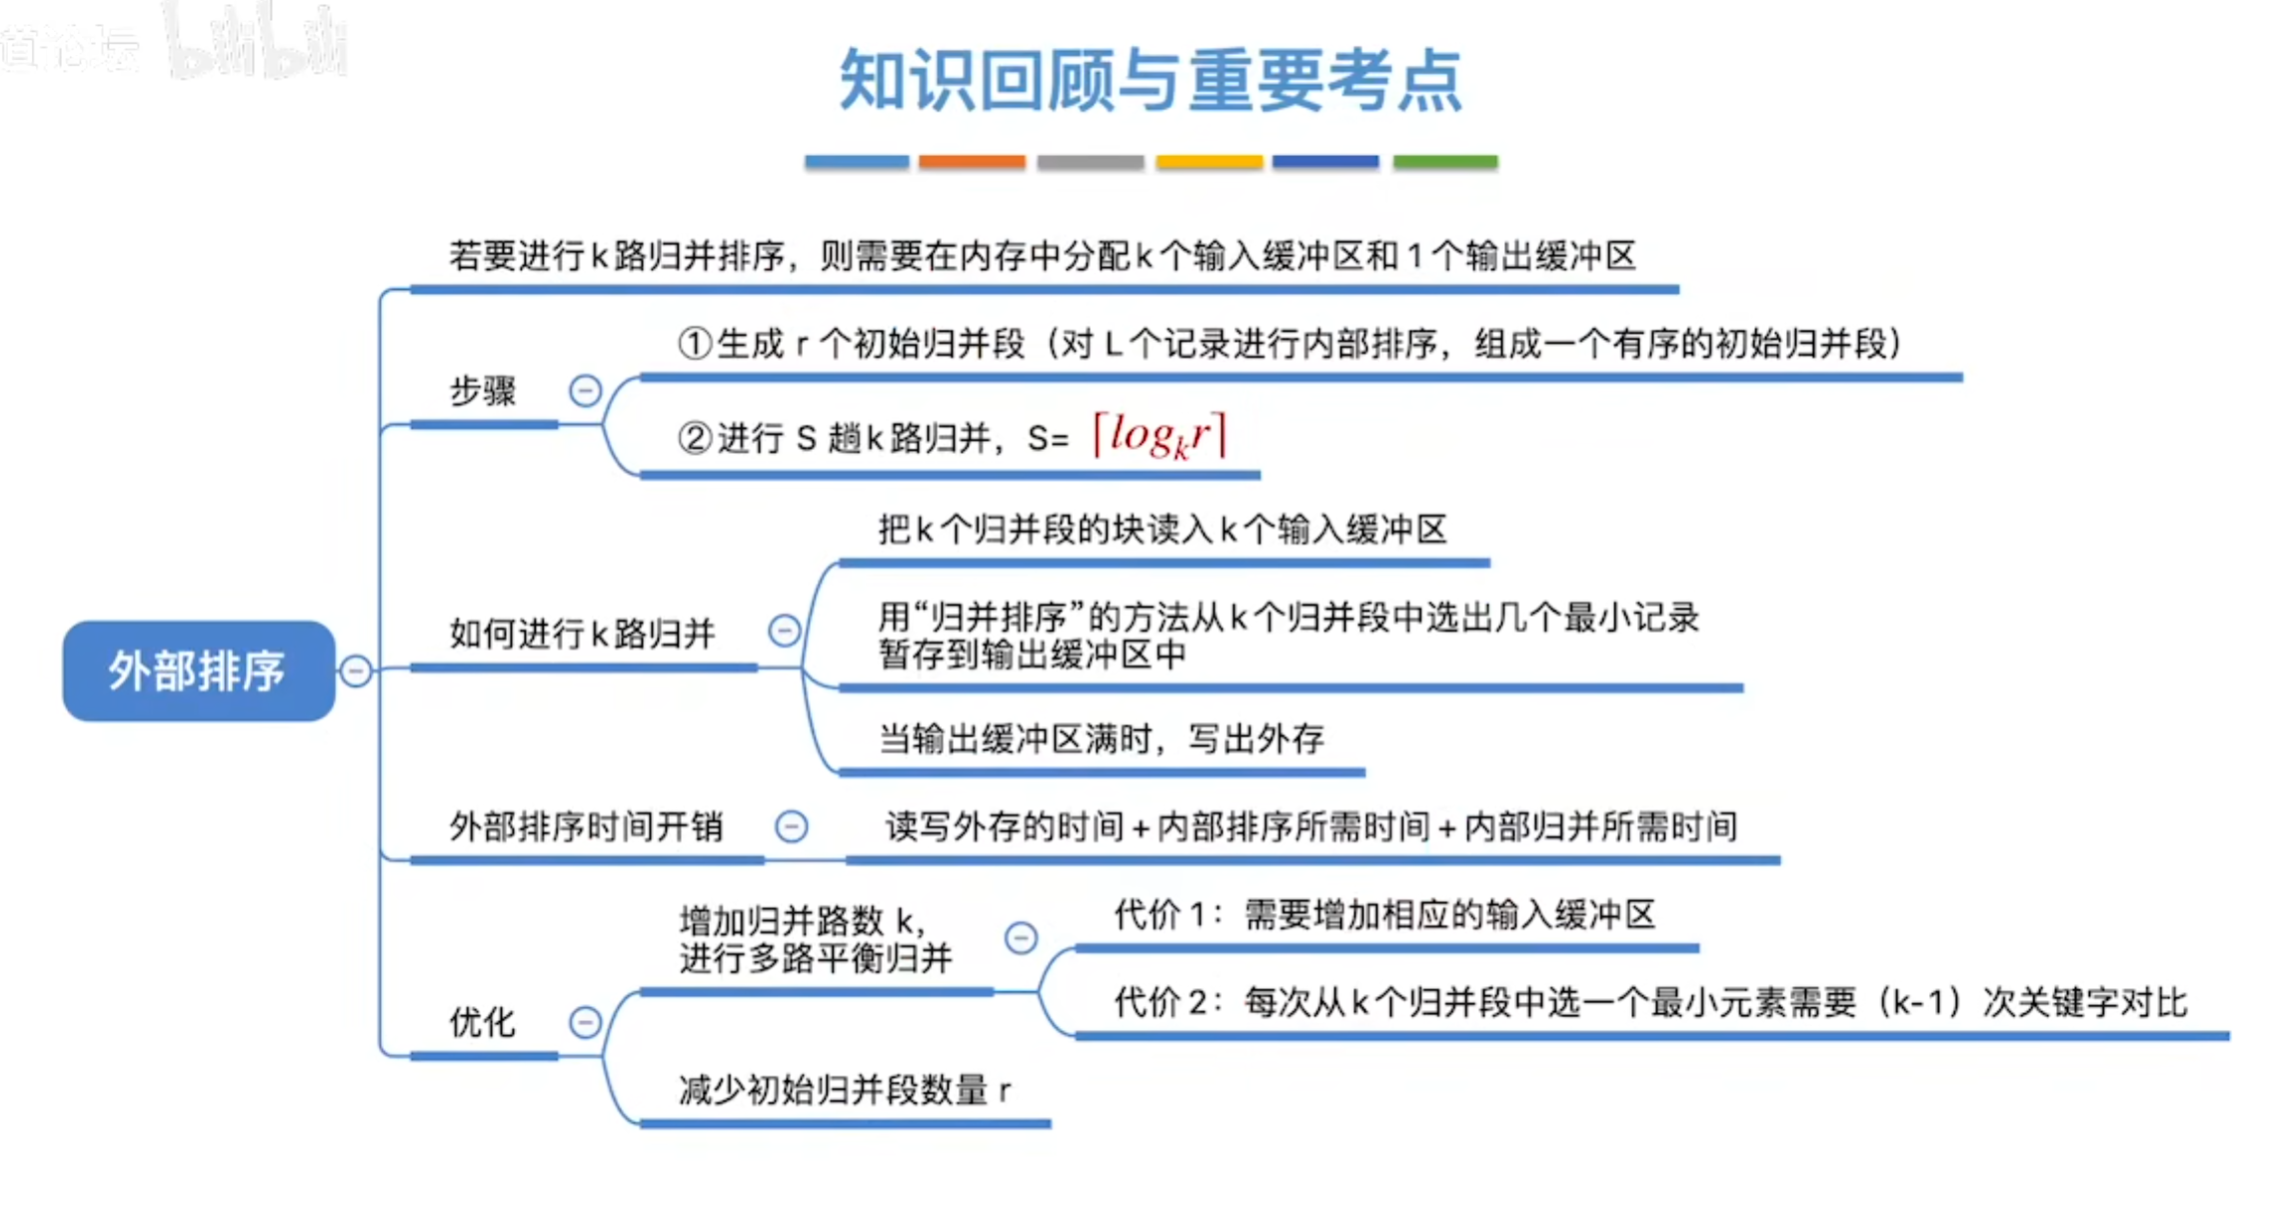 道论坛 bilibili
知识回顾与重要考点
若要进行k路归并排序，则需要在内存中分配k个输入缓冲区和1个输出缓冲区
①生成 r 个初始归并段（对 L个记录进行内部排序，组成一个有序的初始归并段）
步骤
②进行 S 趟k路归并，S= ⌈logₖr⌉
把k个归并段的块读入k个输入缓冲区
用“归并排序”的方法从k个归并段中选出几个最小记录
暂存到输出缓冲区中
如何进行k路归并
当输出缓冲区满时，写出外存
外部排序
外部排序时间开销
读写外存的时间+内部排序所需时间+内部归并所需时间
增加归并路数 k，
进行多路平衡归并
代价1：需要增加相应的输入缓冲区
代价2：每次从k个归并段中选一个最小元素需要（k-1）次关键字对比
优化
减少初始归并段数量 r